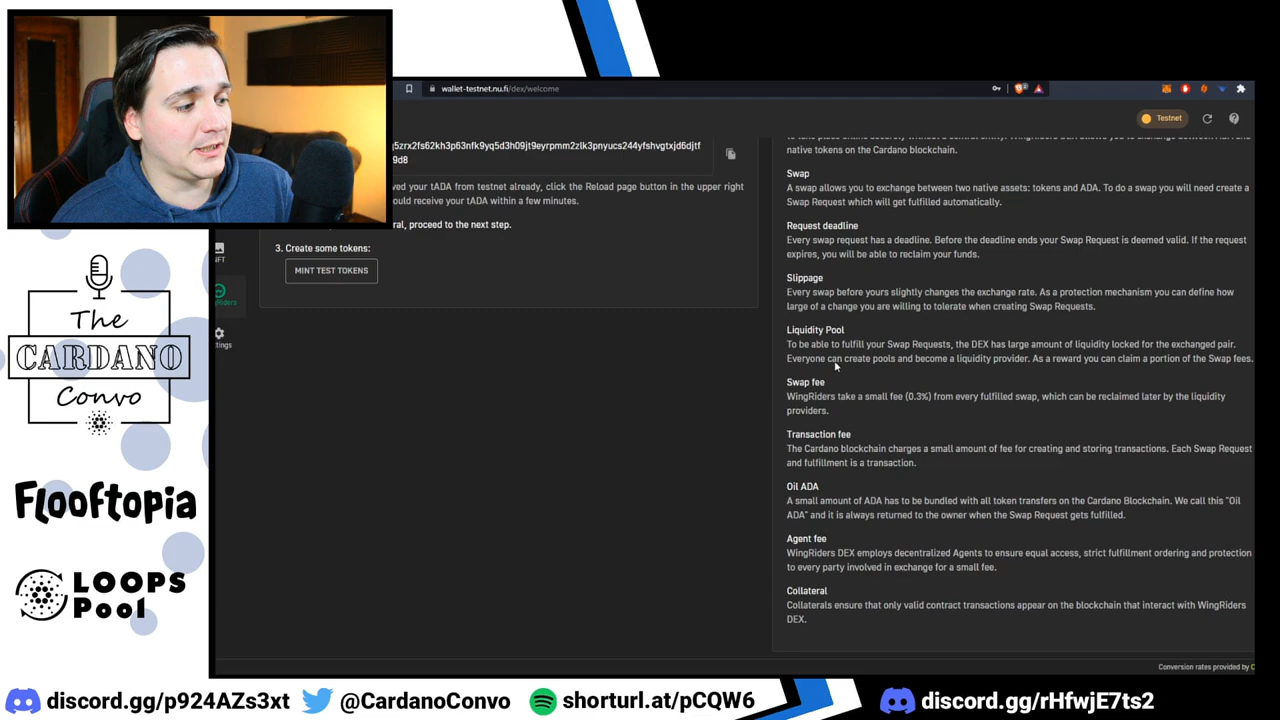 wallet-testnet.nu.fi/dex/welcome
Testnet
q5zrx2fs62kh3p63nfk9yq5d3h09jt9eyrpmm2zlk3pnyucs244yfshvgtxjd6djtf
9d8
ved your tADA from testnet already, click the Reload page button in the upper right
ould receive your tADA within a few minutes.
ral, proceed to the next step.
3. Create some tokens:
MINT TEST TOKENS
FT
Riders
ttings
native tokens on the Cardano blockchain.
Swap
A swap allows you to exchange between two native assets: tokens and ADA. To do a swap you will need create a
Swap Request which will get fulfilled automatically.
Request deadline
Every swap request has a deadline. Before the deadline ends your Swap Request is deemed valid. If the request
expires, you will be able to reclaim your funds.
Slippage
Every swap before yours slightly changes the exchange rate. As a protection mechanism you can define how
large of a change you are willing to tolerate when creating Swap Requests.
Liquidity Pool
To be able to fulfill your Swap Requests, the DEX has large amount of liquidity locked for the exchanged pair.
Everyone can create pools and become a liquidity provider. As a reward you can claim a portion of the Swap fees.
Swap fee
WingRiders take a small fee (0.3%) from every fulfilled swap, which can be reclaimed later by the liquidity
providers.
Transaction fee
The Cardano blockchain charges a small amount of fee for creating and storing transactions. Each Swap Request
and fulfillment is a transaction.
Oil ADA
A small amount of ADA has to be bundled with all token transfers on the Cardano Blockchain. We call this "Oil
ADA" and it is always returned to the owner when the Swap Request gets fulfilled.
Agent fee
WingRiders DEX employs decentralized Agents to ensure equal access, strict fulfillment ordering and protection
to every party involved in exchange for a small fee.
Collateral
Collaterals ensure that only valid contract transactions appear on the blockchain that interact with WingRiders
DEX.
Conversion rates provided by C
The
CARDANO
Convo
FLOOFTOPIA
LOOPS
Pool
discord.gg/p924AZs3xt
@CardanoConvo
shorturl.at/pCQW6
discord.gg/rHfwjE7ts2